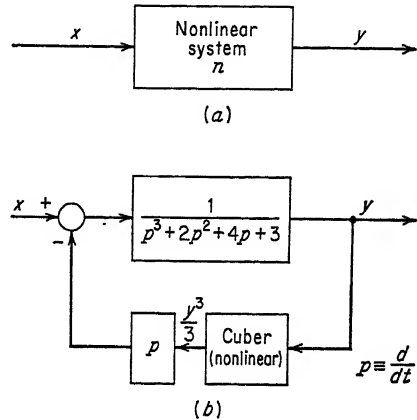 x
Nonlinear
system
n
y
(a)
x +
−
1
p³+2p²+4p+3
y
p
y³
3
Cuber
(nonlinear)
p≡d/dt
(b)